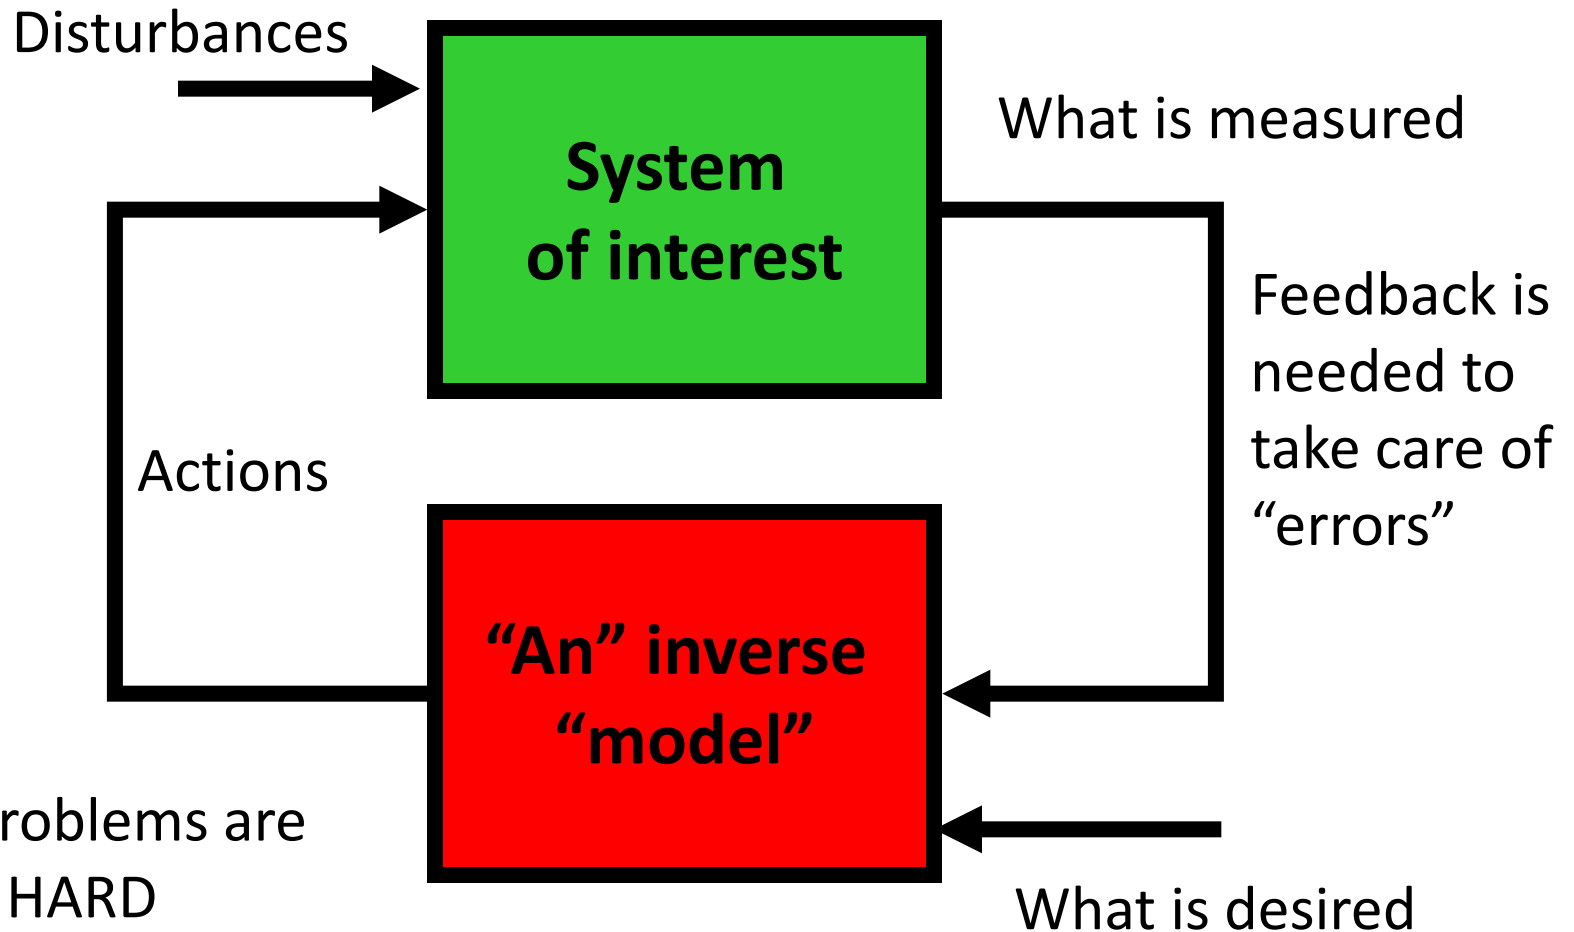 Disturbances
System
of interest
What is measured
Feedback is
needed to
take care of
“errors”
Actions
“An” inverse
“model”
roblems are
HARD
What is desired